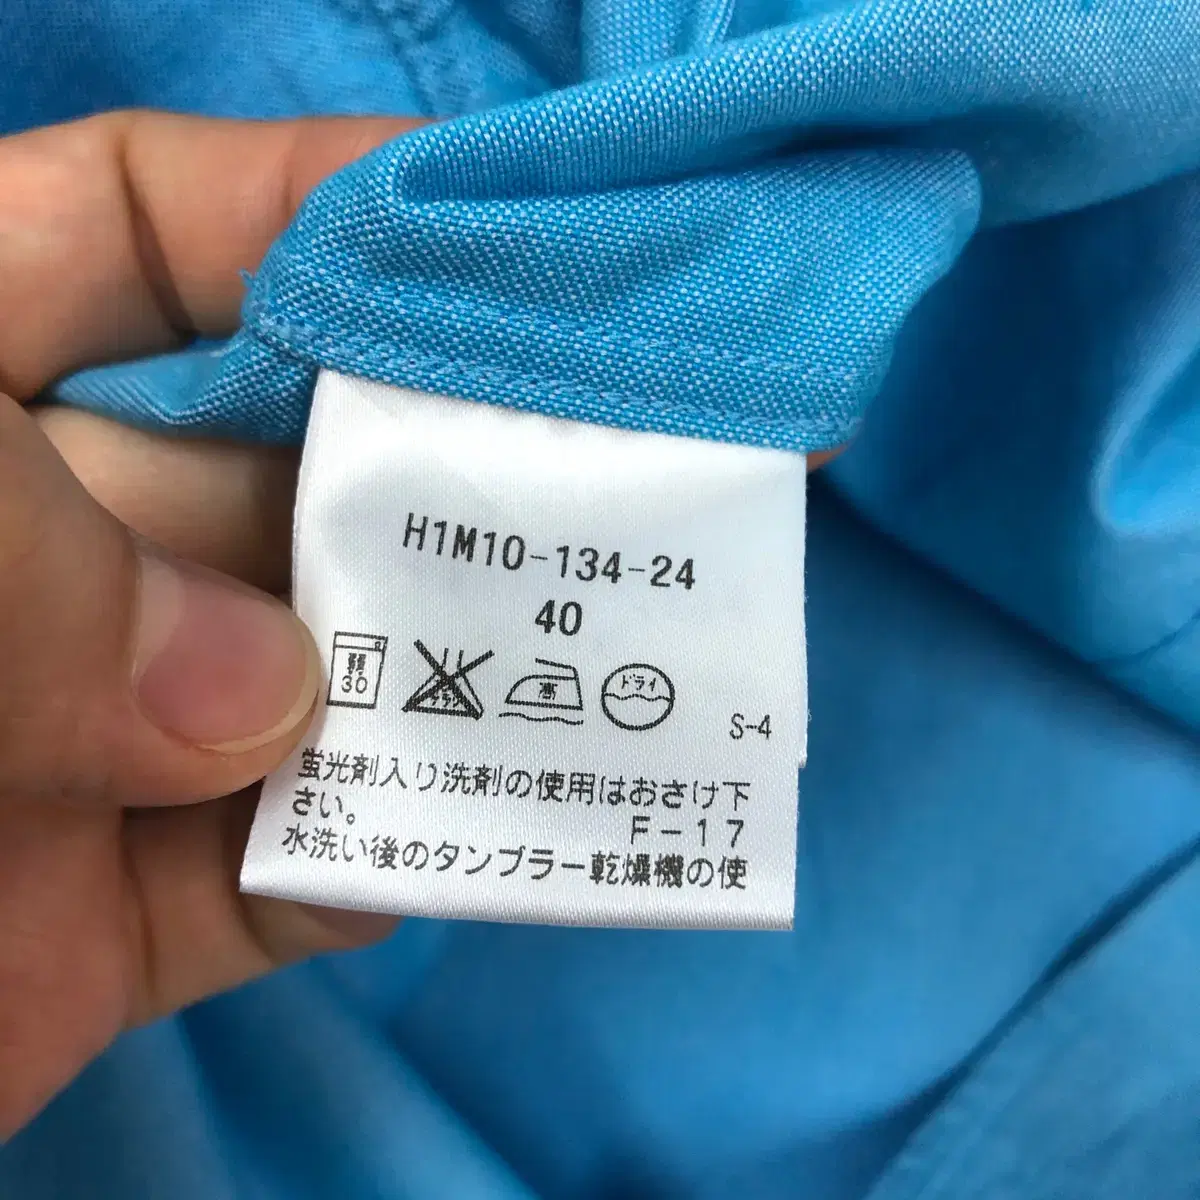 H1M10-134-24
40
30
高
ドライ
S-4
蛍光剤入り洗剤の使用はおさけ下
さい。
F-17
水洗い後のタンブラー乾燥機の使